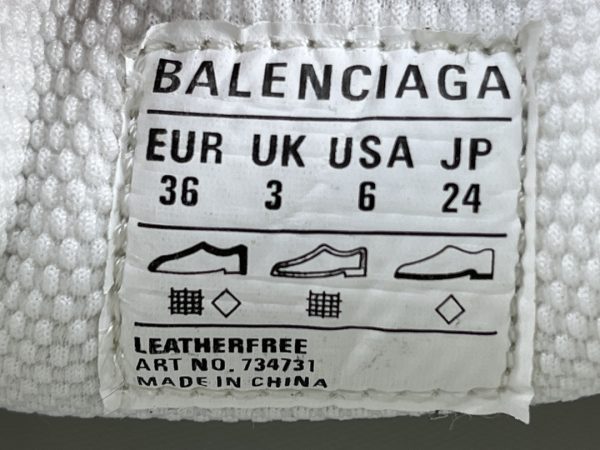 BALENCIAGA
EUR UK USA JP
36 3 6 24
LEATHERFREE
ART NO. 734731
MADE IN CHINA